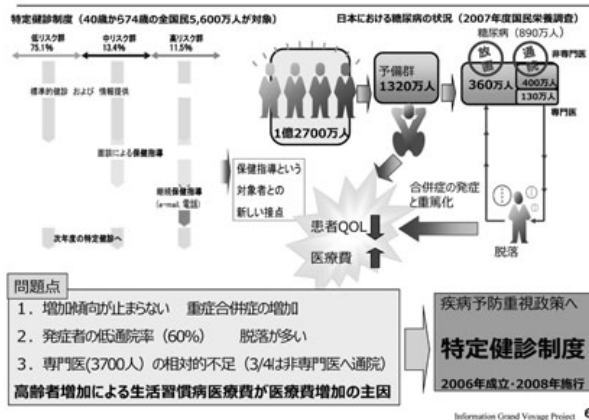 特定健診制度（40歳から74歳の全国民5,600万人が対象）
低リスク群
75.1%
中リスク群
13.4%
高リスク群
11.5%
標準的健診 および 情報提供
面談による保健指導
継続保健指導
(e-mail, 電話)
次年度の特定健診へ
保健指導という
対象者との
新しい接点
日本における糖尿病の状況（2007年度国民栄養調査）
糖尿病（890万人）
放置
通院
非専門医
予備群
1320万人
360万人
400万人
130万人
専門医
1億2700万人
合併症の発症
と重篤化
患者QOL
医療費
脱落
問題点
1．増加傾向が止まらない 重症合併症の増加
2．発症者の低通院率（60%） 脱落が多い
3．専門医(3700人）の相対的不足（3/4は非専門医へ通院）
高齢者増加による生活習慣病医療費が医療費増加の主因
疾病予防重視政策へ
特定健診制度
2006年成立・2008年施行
Information Grand Voyage Project 6